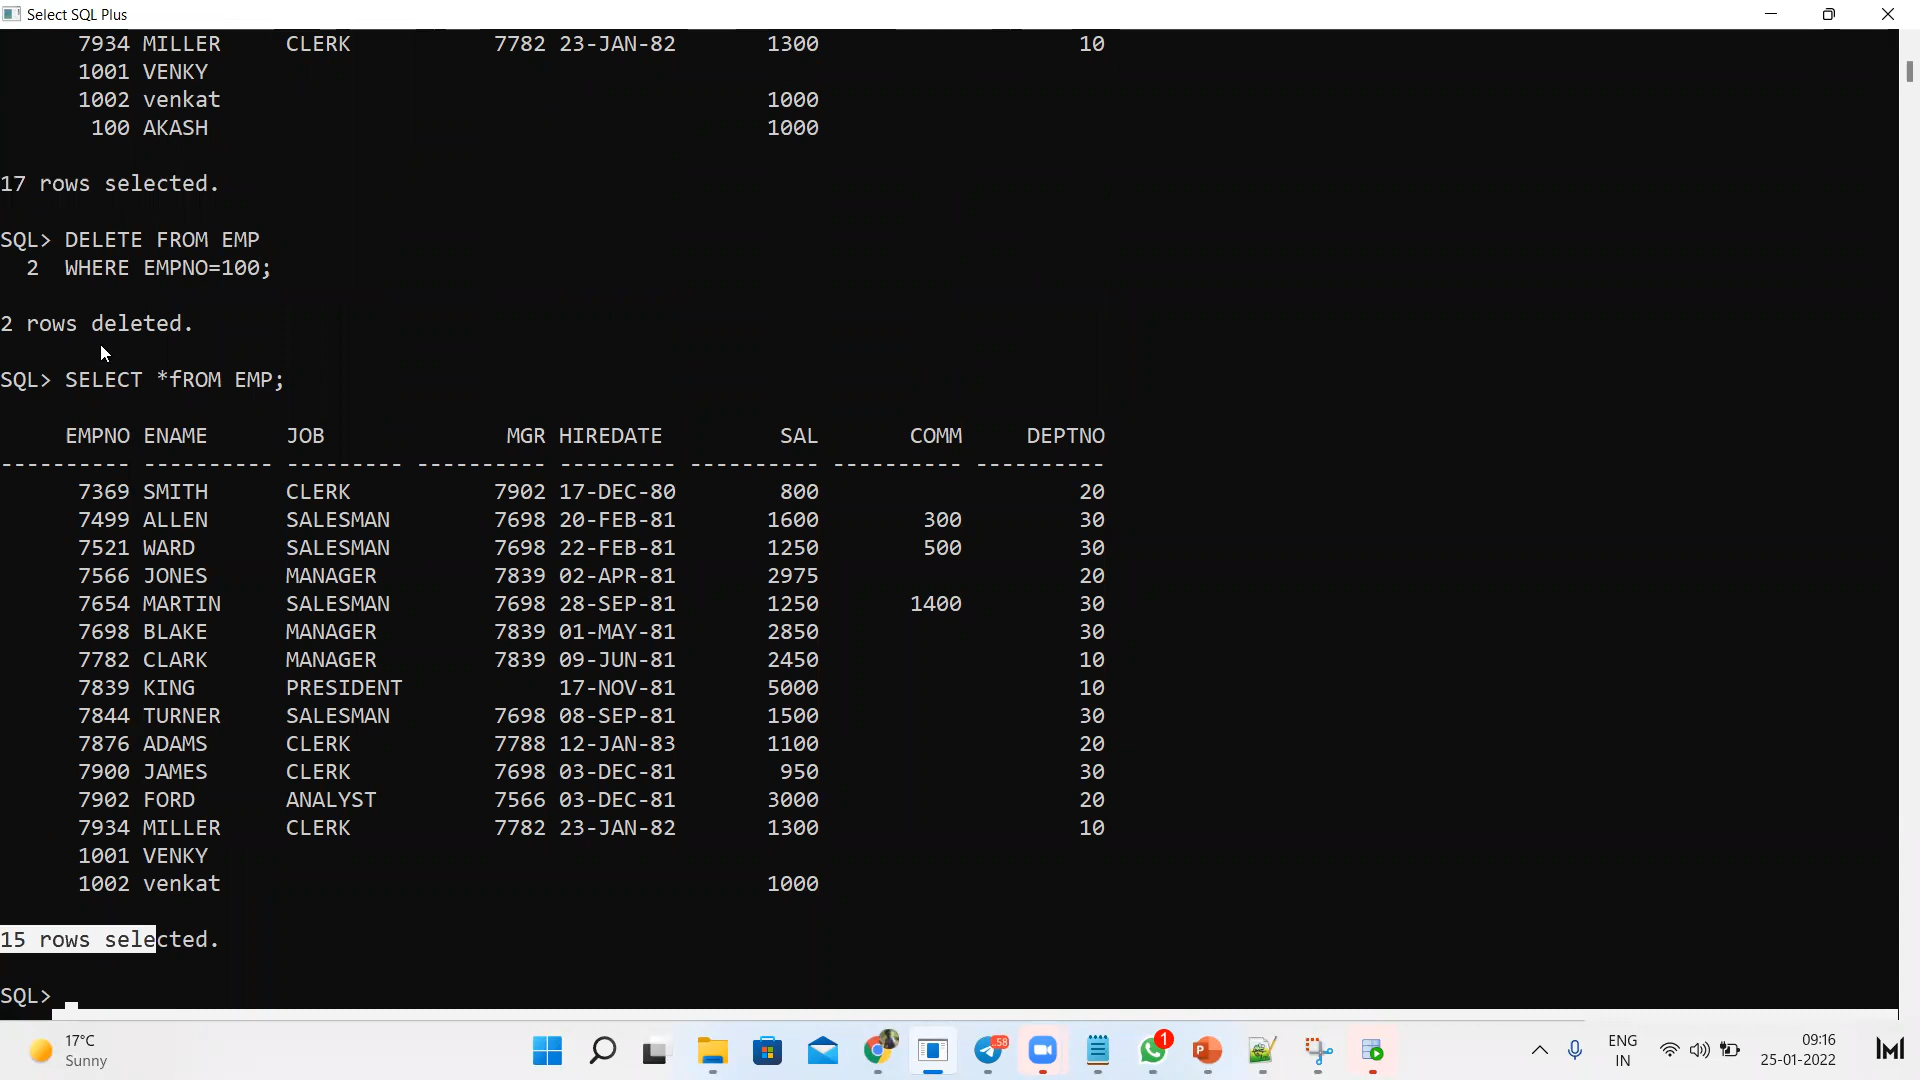 Select SQL Plus
7934 MILLER CLERK 7782 23-JAN-82 1300 10
1001 VENKY
1002 venkat 1000
100 AKASH 1000
17 rows selected.
SQL> DELETE FROM EMP
2 WHERE EMPNO=100;
2 rows deleted.
SQL> SELECT *fROM EMP;
EMPNO ENAME JOB MGR HIREDATE SAL COMM DEPTNO
---------- ---------- --------- ---------- --------- ---------- ---------- ----------
7369 SMITH CLERK 7902 17-DEC-80 800 20
7499 ALLEN SALESMAN 7698 20-FEB-81 1600 300 30
7521 WARD SALESMAN 7698 22-FEB-81 1250 500 30
7566 JONES MANAGER 7839 02-APR-81 2975 20
7654 MARTIN SALESMAN 7698 28-SEP-81 1250 1400 30
7698 BLAKE MANAGER 7839 01-MAY-81 2850 30
7782 CLARK MANAGER 7839 09-JUN-81 2450 10
7839 KING PRESIDENT 17-NOV-81 5000 10
7844 TURNER SALESMAN 7698 08-SEP-81 1500 30
7876 ADAMS CLERK 7788 12-JAN-83 1100 20
7900 JAMES CLERK 7698 03-DEC-81 950 30
7902 FORD ANALYST 7566 03-DEC-81 3000 20
7934 MILLER CLERK 7782 23-JAN-82 1300 10
1001 VENKY
1002 venkat 1000
15 rows selected.
SQL>
17°C
Sunny
58
1
ENG
IN
09:16
25-01-2022